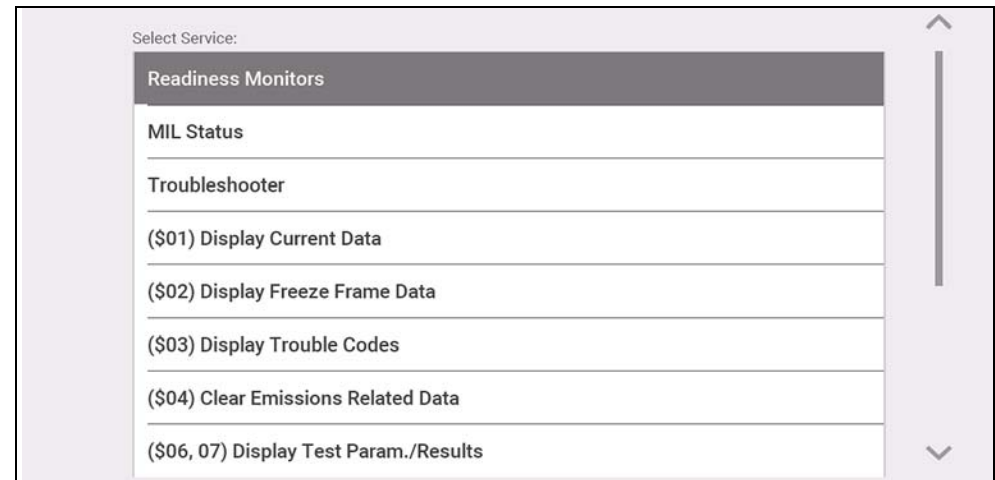 Select Service:
Readiness Monitors
MIL Status
Troubleshooter
($01) Display Current Data
($02) Display Freeze Frame Data
($03) Display Trouble Codes
($04) Clear Emissions Related Data
($06, 07) Display Test Param./Results